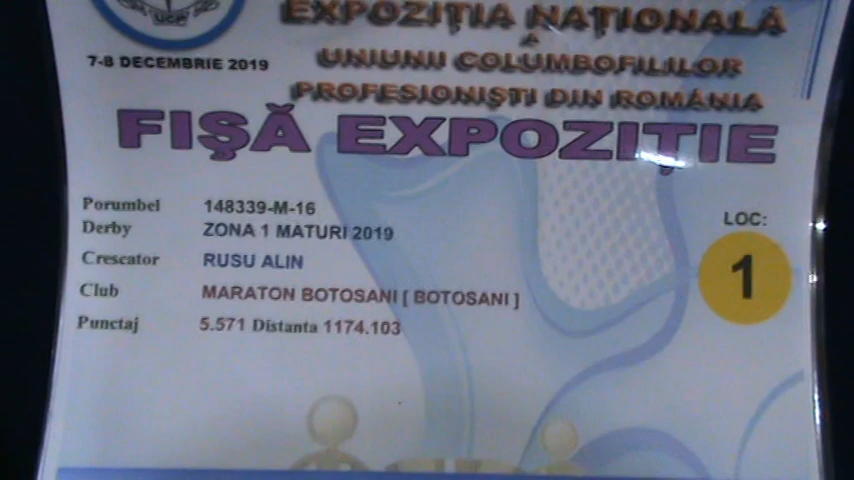 EXPOZIȚIA NAȚIONALĂ
A
UNIUNII COLUMBOFILILOR
PROFESIONIȘTI DIN ROMÂNIA
UCP
7-8 DECEMBRIE 2019
FIŞĂ EXPOZIȚIE
Porumbel 148339-M-16
Derby ZONA 1 MATURI 2019
Crescator RUSU ALIN
Club MARATON BOTOSANI [ BOTOSANI ]
Punctaj 5.571 Distanta 1174.103
LOC:
1